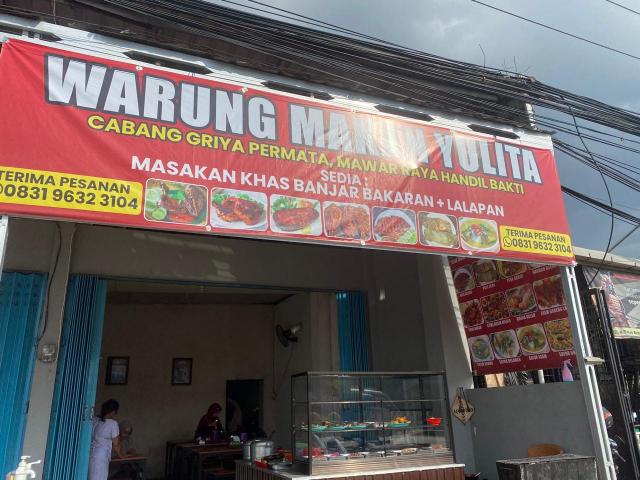 WARUNG MAKAN YULITA
CABANG GRIYA PERMATA, MAWAR RAYA HANDIL BAKTI
SEDIA :
MASAKAN KHAS BANJAR BAKARAN + LALAPAN
TERIMA PESANAN
0831 9632 3104
TERIMA PESANAN
0831 9632 3104